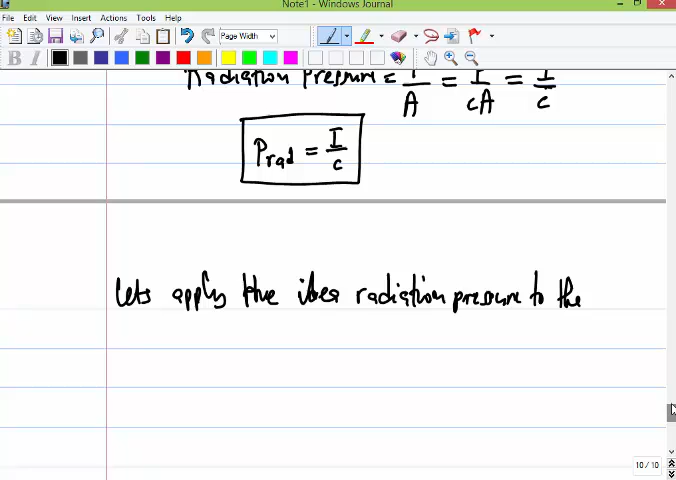 Note1 - Windows Journal
File Edit View Insert Actions Tools Help
Page Width
B I
Radiation Pressure = F/A = I/cA = I/c
Prad = I/c
lets apply the idea radiation pressure to the
10 / 10